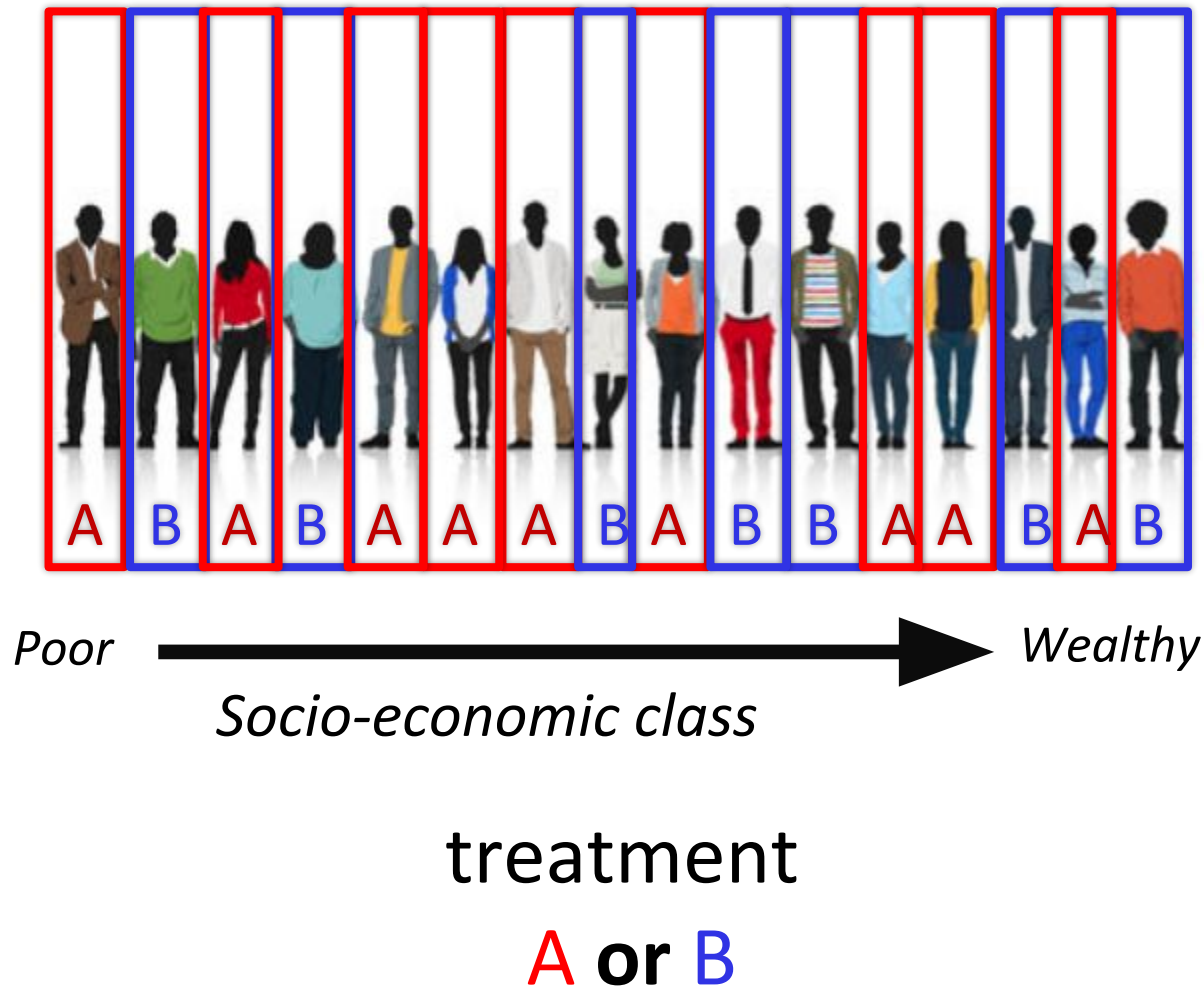 A B A B A A A B A B B A A B A B
Poor Wealthy
Socio-economic class
treatment
A or B